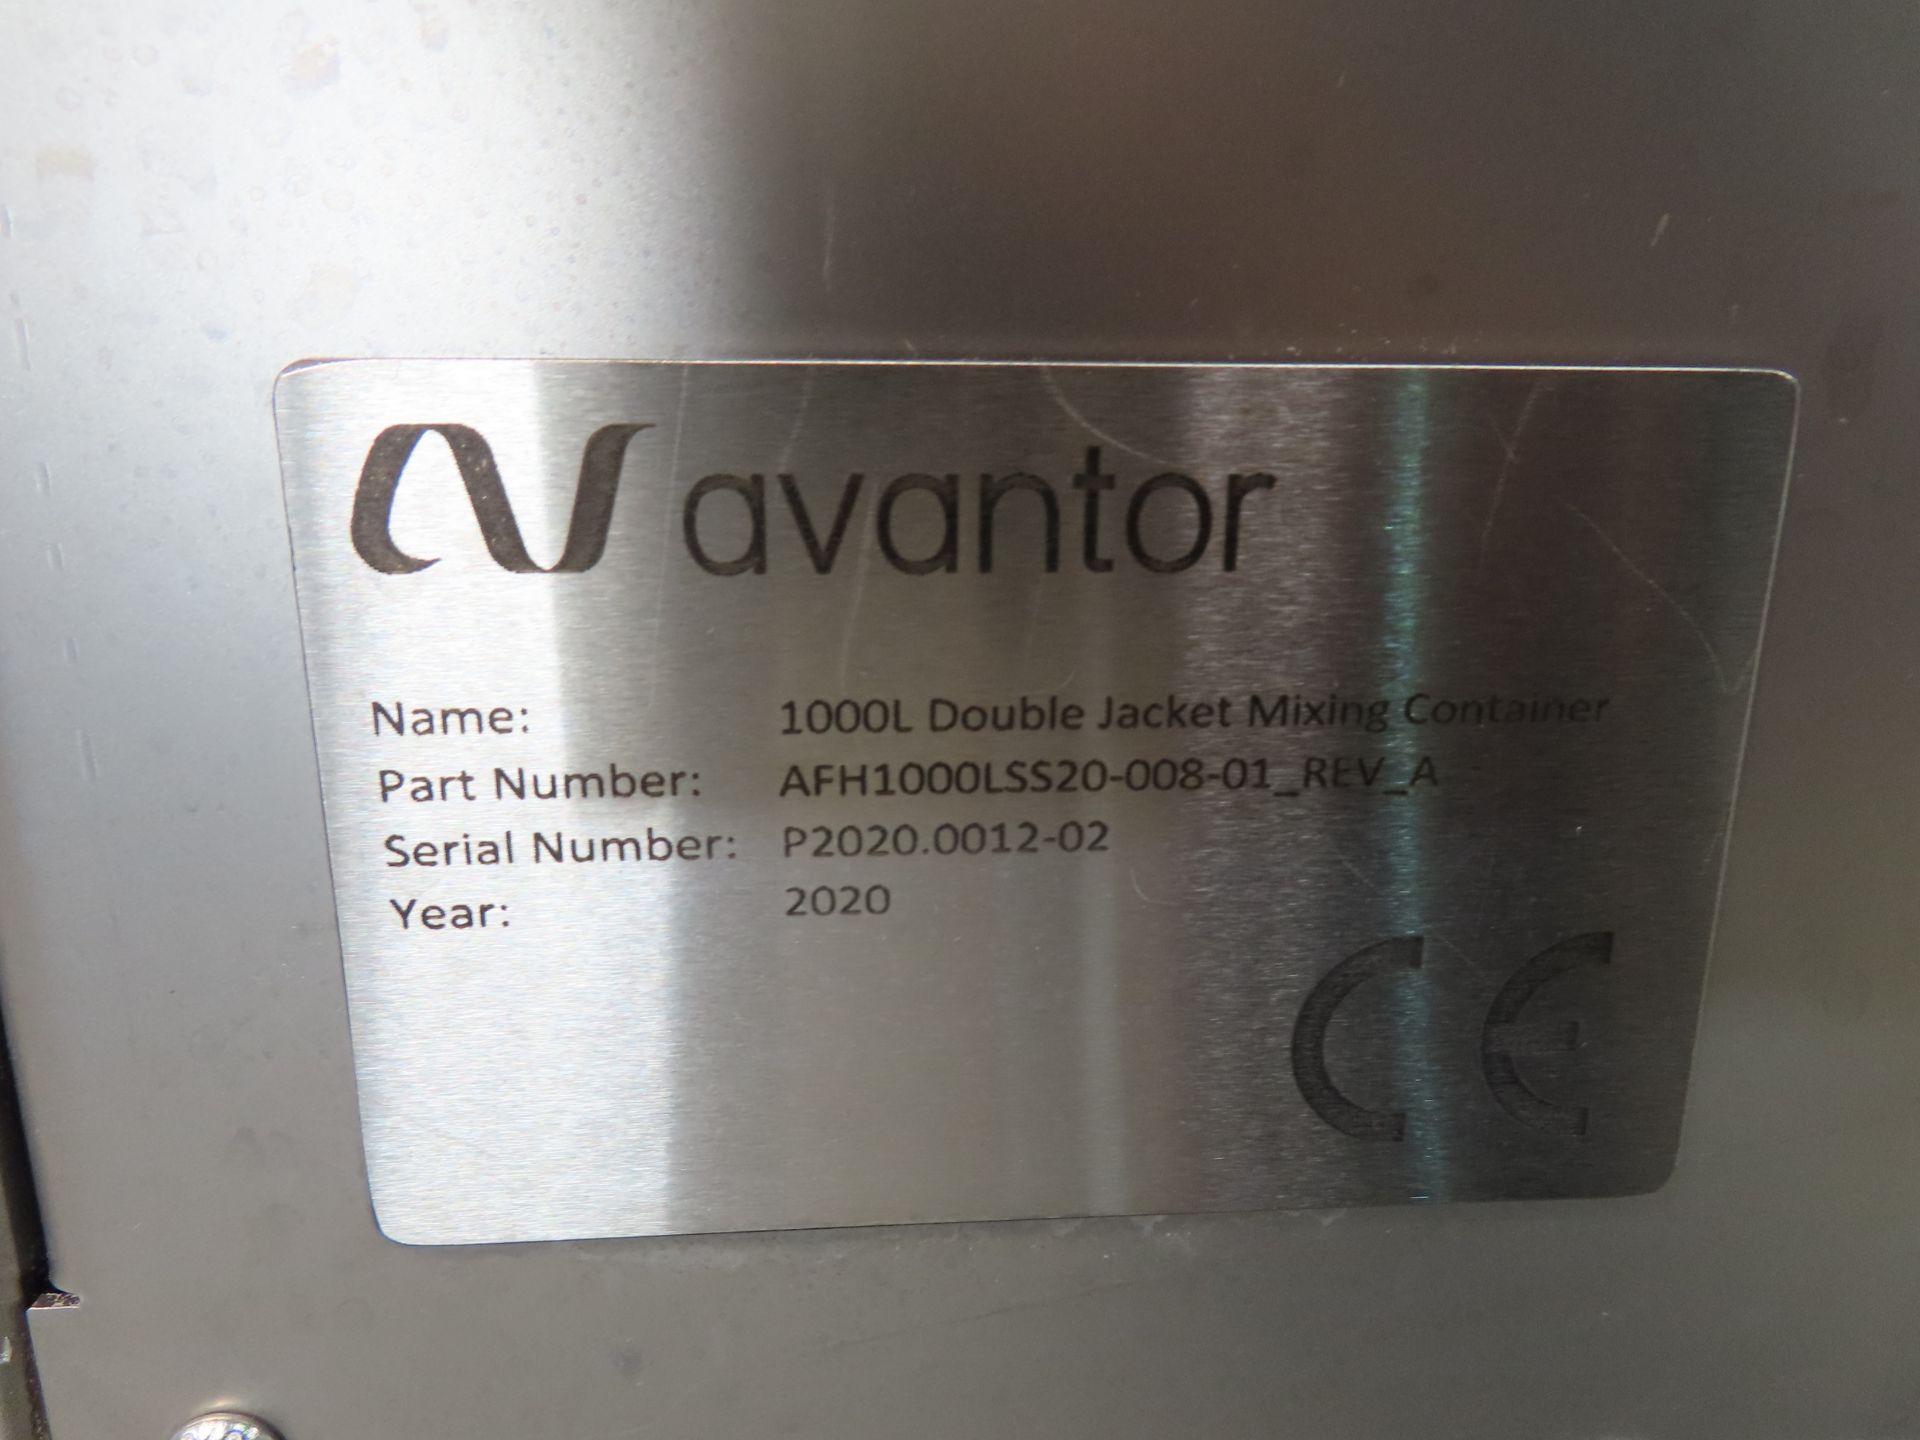 avantor
Name: 1000L Double Jacket Mixing Container
Part Number: AFH1000LSS20-008-01_REV_A
Serial Number: P2020.0012-02
Year: 2020
CE